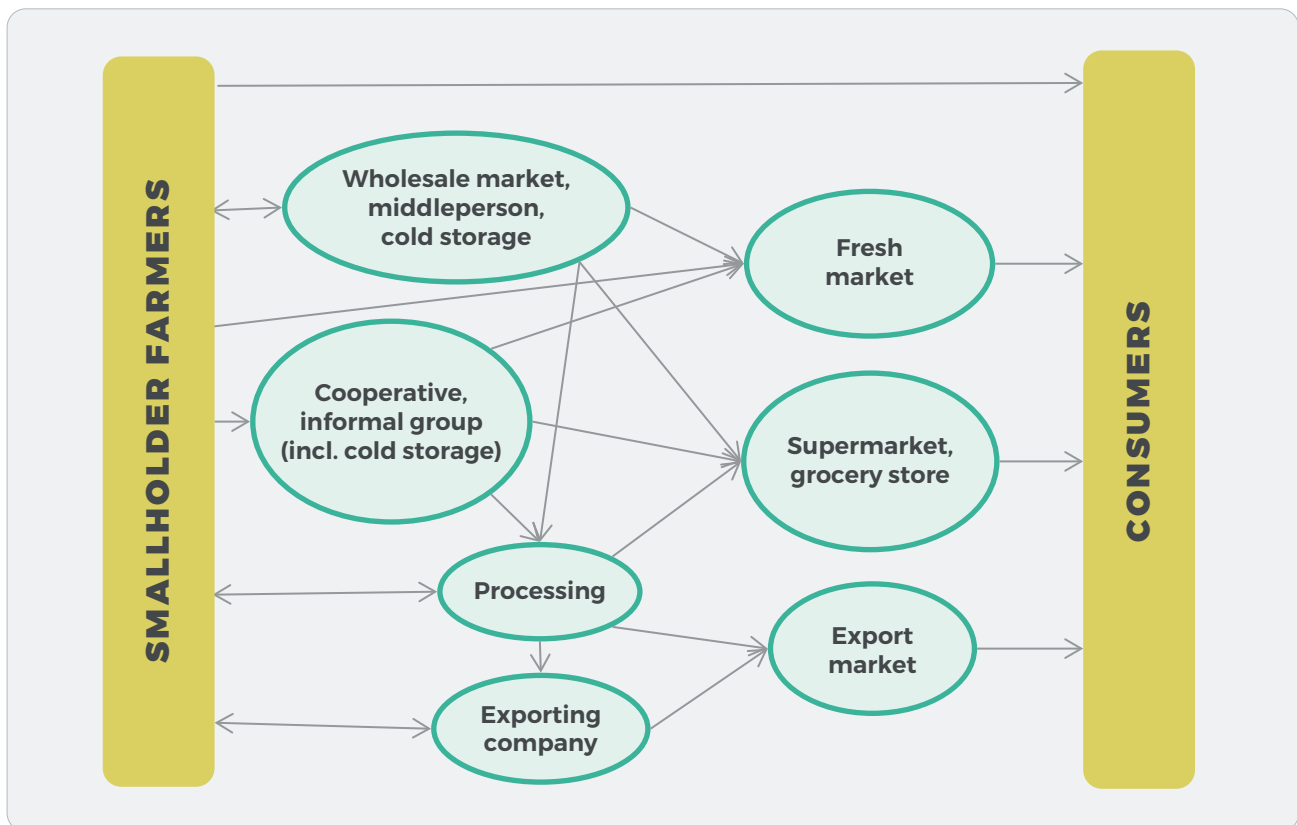 SMALLHOLDER FARMERS
Wholesale market,
middleperson,
cold storage
Cooperative,
informal group
(incl. cold storage)
Processing
Exporting
company
Fresh
market
Supermarket,
grocery store
Export
market
CONSUMERS